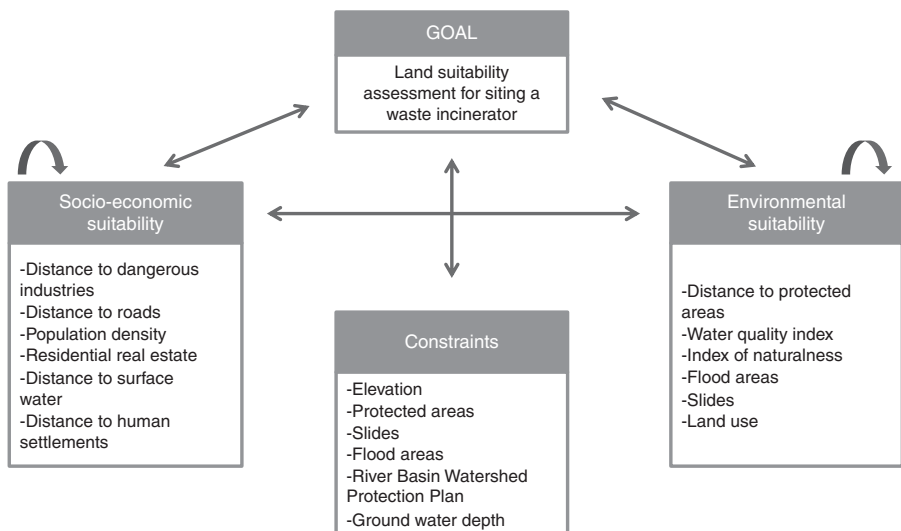 GOAL
Land suitability
assessment for siting a
waste incinerator
Socio-economic
suitability
-Distance to dangerous
industries
-Distance to roads
-Population density
-Residential real estate
-Distance to surface
water
-Distance to human
settlements
Constraints
-Elevation
-Protected areas
-Slides
-Flood areas
-River Basin Watershed
Protection Plan
-Ground water depth
Environmental
suitability
-Distance to protected
areas
-Water quality index
-Index of naturalness
-Flood areas
-Slides
-Land use